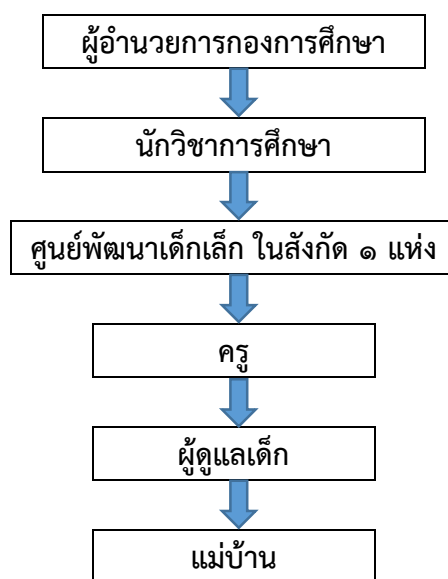 ผู้อำนวยการกองการศึกษา
นักวิชาการศึกษา
ศูนย์พัฒนาเด็กเล็ก ในสังกัด ๑ แห่ง
ครู
ผู้ดูแลเด็ก
แม่บ้าน